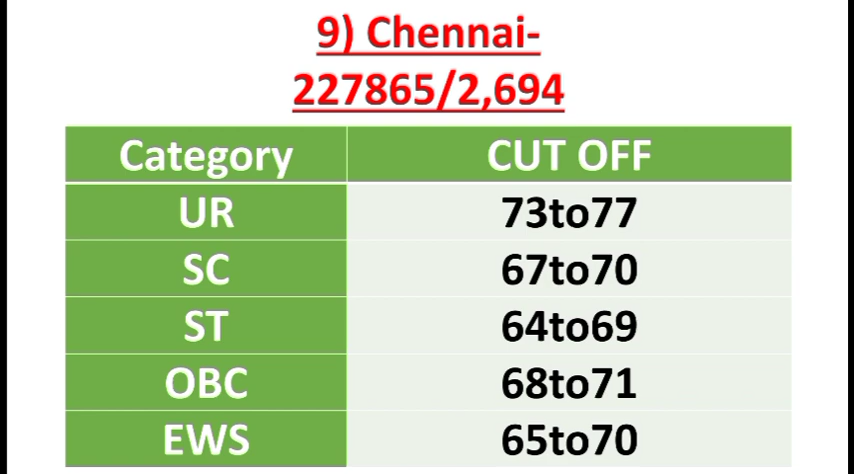 9) Chennai-
227865/2,694
Category CUT OFF
UR 73to77
SC 67to70
ST 64to69
OBC 68to71
EWS 65to70